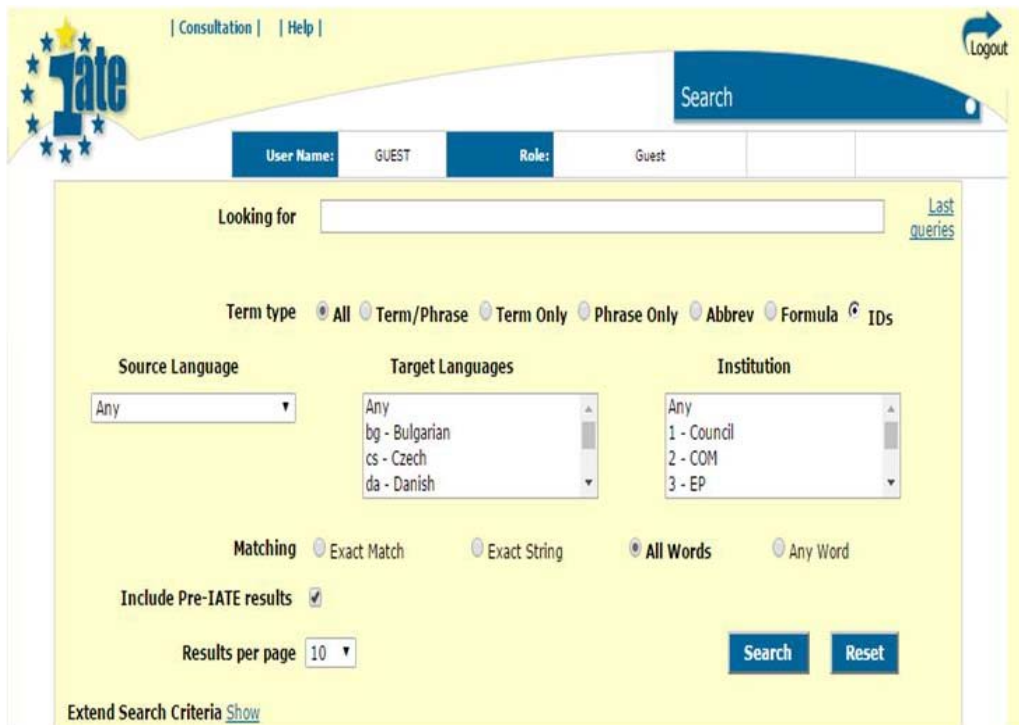 | Consultation | | Help |
Logout
iate
Search
User Name: GUEST Role: Guest
Looking for
Last
queries
Term type All Term/Phrase Term Only Phrase Only Abbrev Formula IDs
Source Language Target Languages Institution
Any Any Any
bg - Bulgarian 1 - Council
cs - Czech 2 - COM
da - Danish 3 - EP
Matching Exact Match Exact String All Words Any Word
Include Pre-IATE results
Results per page 10 Search Reset
Extend Search Criteria Show